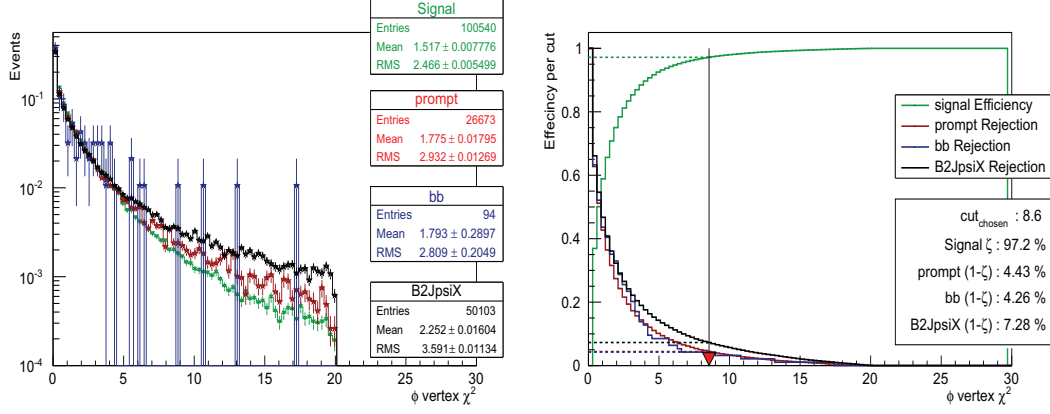 Events
Signal
Entries 100540
Mean 1.517 ± 0.007776
RMS 2.466 ± 0.005499
prompt
Entries 26673
Mean 1.775 ± 0.01795
RMS 2.932 ± 0.01269
bb
Entries 94
Mean 1.793 ± 0.2897
RMS 2.809 ± 0.2049
B2JpsiX
Entries 50103
Mean 2.252 ± 0.01604
RMS 3.591 ± 0.01134
10⁻¹
10⁻²
10⁻³
10⁻⁴
0 5 10 15 20 25 30
ϕ vertex χ²
Effecincy per cut
1
0.8
0.6
0.4
0.2
0
signal Efficiency
prompt Rejection
bb Rejection
B2JpsiX Rejection
cut_chosen : 8.6
Signal ζ : 97.2 %
prompt (1-ζ) : 4.43 %
bb (1-ζ) : 4.26 %
B2JpsiX (1-ζ) : 7.28 %
0 5 10 15 20 25 30
ϕ vertex χ²